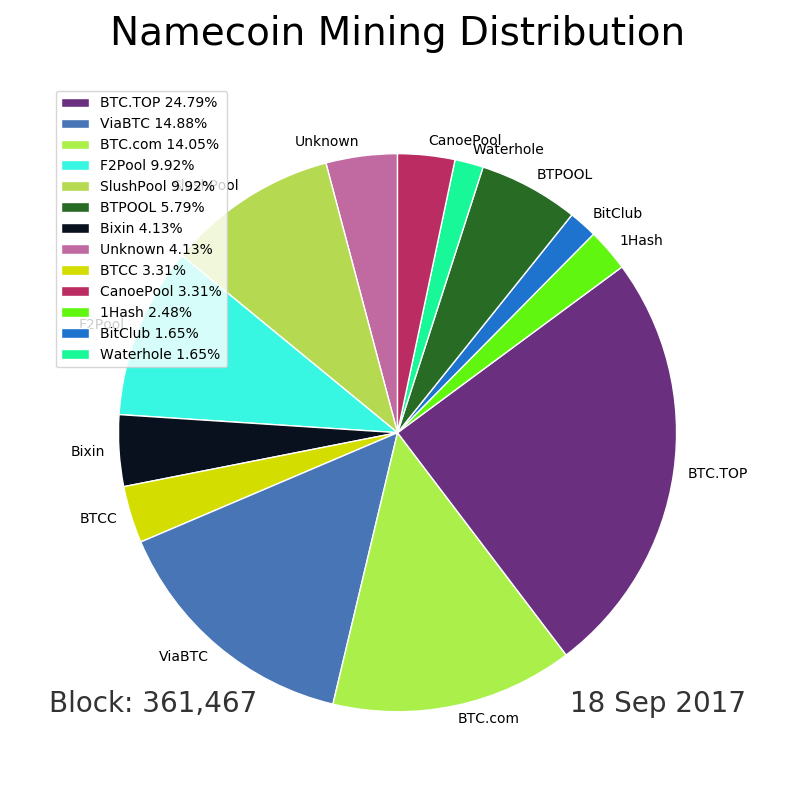 Namecoin Mining Distribution
BTC.TOP 24.79%
ViaBTC 14.88%
BTC.com 14.05%
F2Pool 9.92%
SlushPool 9.92%
BTPOOL 5.79%
Bixin 4.13%
Unknown 4.13%
BTCC 3.31%
CanoePool 3.31%
1Hash 2.48%
BitClub 1.65%
Waterhole 1.65%
Unknown
CanoePool
Waterhole
BTPOOL
BitClub
1Hash
SlushPool
F2Pool
Bixin
BTCC
BTC.TOP
ViaBTC
BTC.com
Block: 361,467
18 Sep 2017